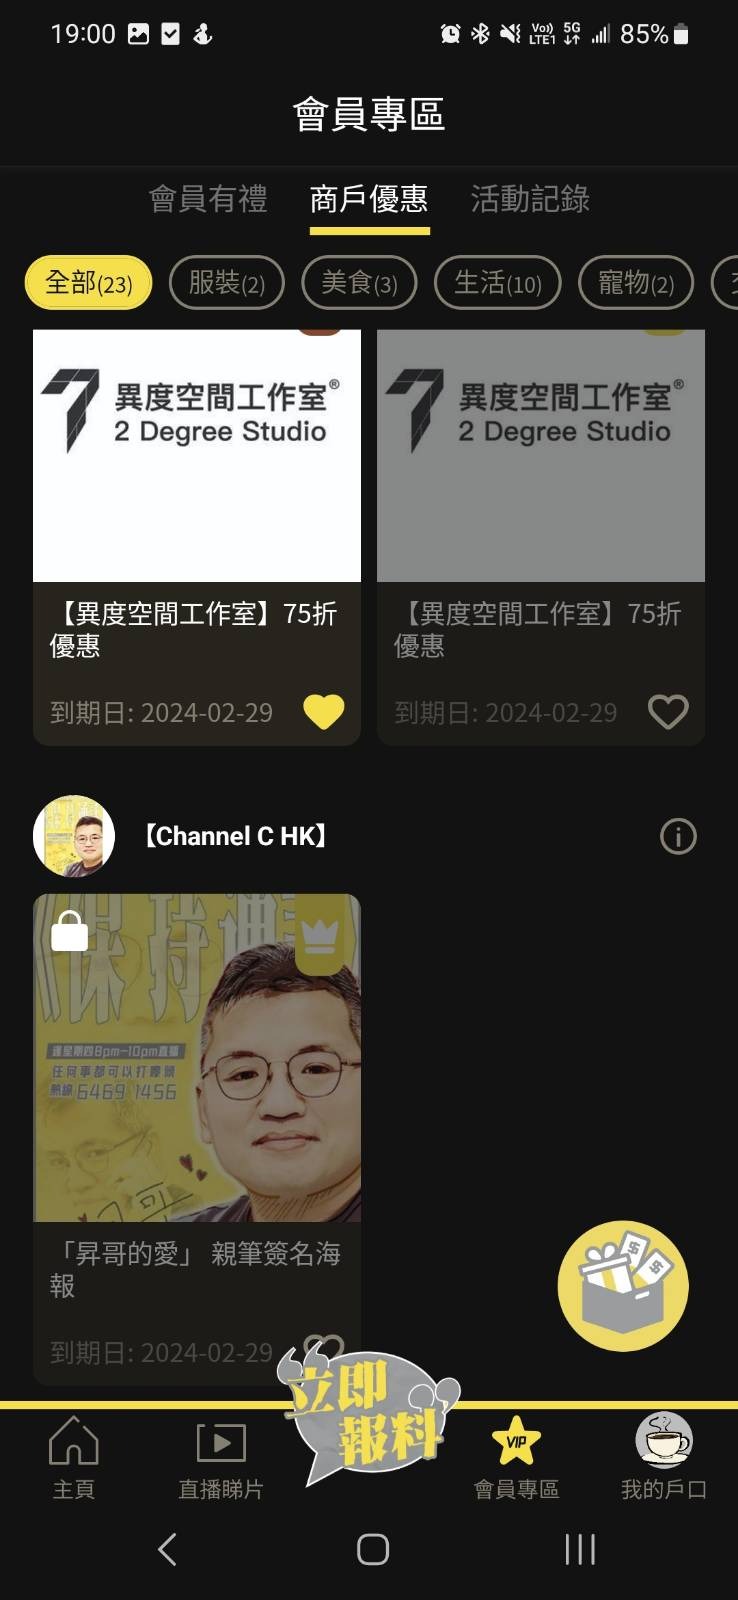 19:00
Vo))
LTE1
5G
85%
會員專區
會員有禮 商戶優惠 活動記錄
全部(23) 服裝(2) 美食(3) 生活(10) 寵物(2)
異度空間工作室®
2 Degree Studio
異度空間工作室®
2 Degree Studio
【異度空間工作室】75折
優惠
到期日: 2024-02-29
【異度空間工作室】75折
優惠
到期日: 2024-02-29
【Channel C HK】
《保持通話
逢星期四8pm-10pm直播
任何事都可以打嚟傾
熱線 6469 1456
「昇哥的愛」 親筆簽名海
報
到期日: 2024-02-29
立即
報料
VIP
主頁 直播睇片 會員專區 我的戶口